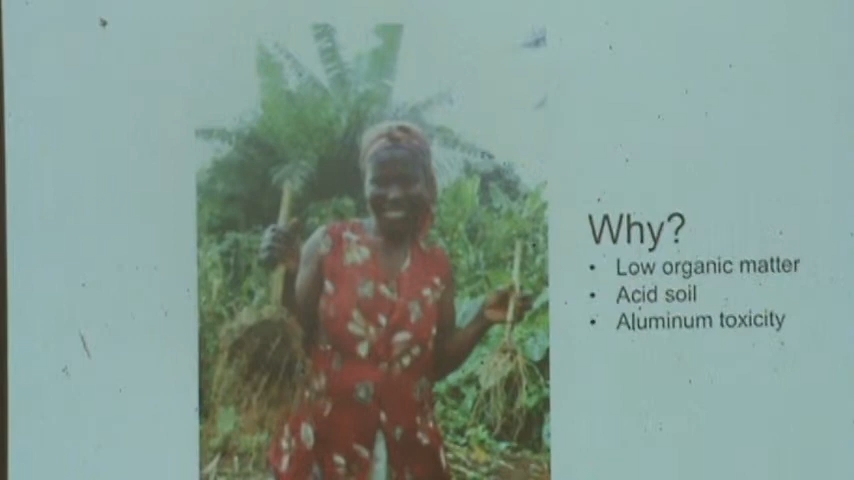 Why?
• Low organic matter
• Acid soil
• Aluminum toxicity